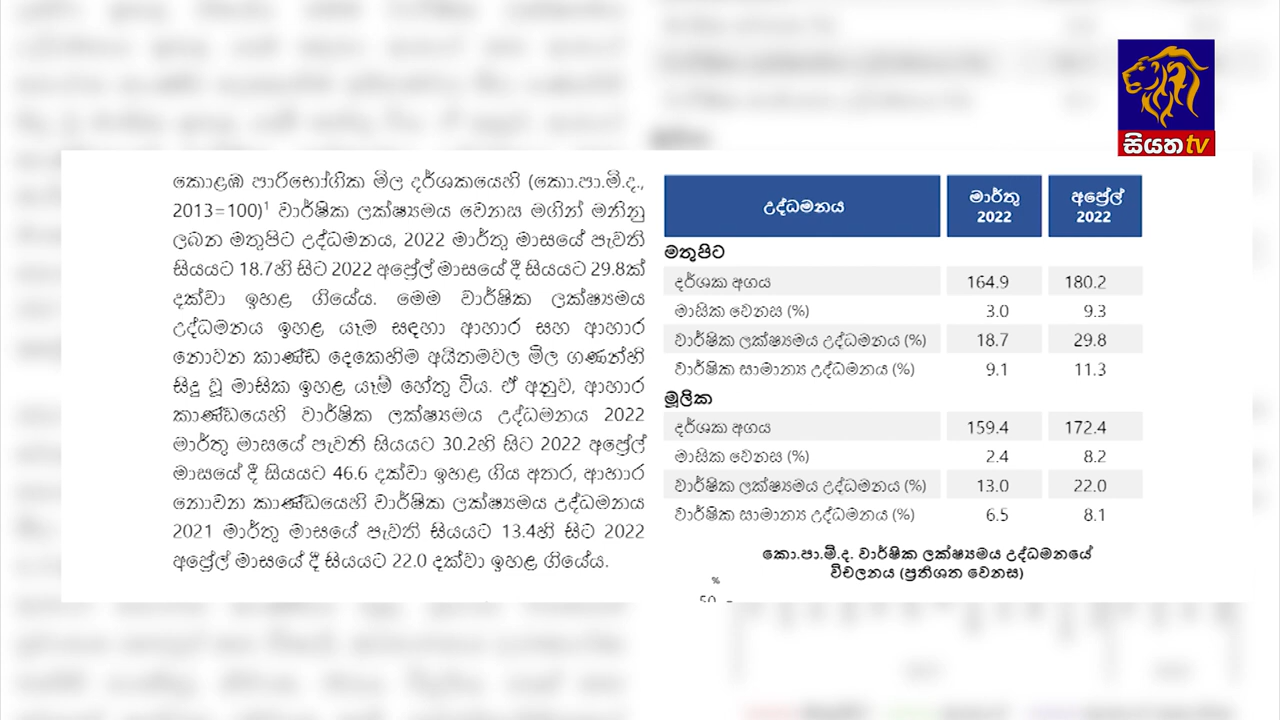 සියත tv
කොළඹ පාරිභෝගික මිල දර්ශකයෙහි (කො.පා.මි.ද.,
2013=100)¹ වාර්ෂික ලක්ෂ්‍යමය වෙනස මගින් මනිනු
ලබන මතුපිට උද්ධමනය, 2022 මාර්තු මාසයේ පැවති
සියයට 18.7හි සිට 2022 අප්‍රේල් මාසයේ දී සියයට 29.8ක්
දක්වා ඉහළ ගියේය. මෙම වාර්ෂික ලක්ෂ්‍යමය
උද්ධමනය ඉහළ යෑම සඳහා ආහාර සහ ආහාර
නොවන කාණ්ඩ දෙකෙහිම අයිතමවල මිල ගණන්හි
සිදු වූ මාසික ඉහළ යෑම් හේතු විය. ඒ අනුව, ආහාර
කාණ්ඩයෙහි වාර්ෂික ලක්ෂ්‍යමය උද්ධමනය 2022
මාර්තු මාසයේ පැවති සියයට 30.2හි සිට 2022 අප්‍රේල්
මාසයේ දී සියයට 46.6 දක්වා ඉහළ ගිය අතර, ආහාර
නොවන කාණ්ඩයෙහි වාර්ෂික ලක්ෂ්‍යමය උද්ධමනය
2021 මාර්තු මාසයේ පැවති සියයට 13.4හි සිට 2022
අප්‍රේල් මාසයේ දී සියයට 22.0 දක්වා ඉහළ ගියේය.
උද්ධමනය මාර්තු 2022 අප්‍රේල් 2022
මතුපිට
දර්ශක අගය 164.9 180.2
මාසික වෙනස (%) 3.0 9.3
වාර්ෂික ලක්ෂ්‍යමය උද්ධමනය (%) 18.7 29.8
වාර්ෂික සාමාන්‍ය උද්ධමනය (%) 9.1 11.3
මූලික
දර්ශක අගය 159.4 172.4
මාසික වෙනස (%) 2.4 8.2
වාර්ෂික ලක්ෂ්‍යමය උද්ධමනය (%) 13.0 22.0
වාර්ෂික සාමාන්‍ය උද්ධමනය (%) 6.5 8.1
කො.පා.මි.ද. වාර්ෂික ලක්ෂ්‍යමය උද්ධමනයේ
විචලනය (ප්‍රතිශත වෙනස)
%
50